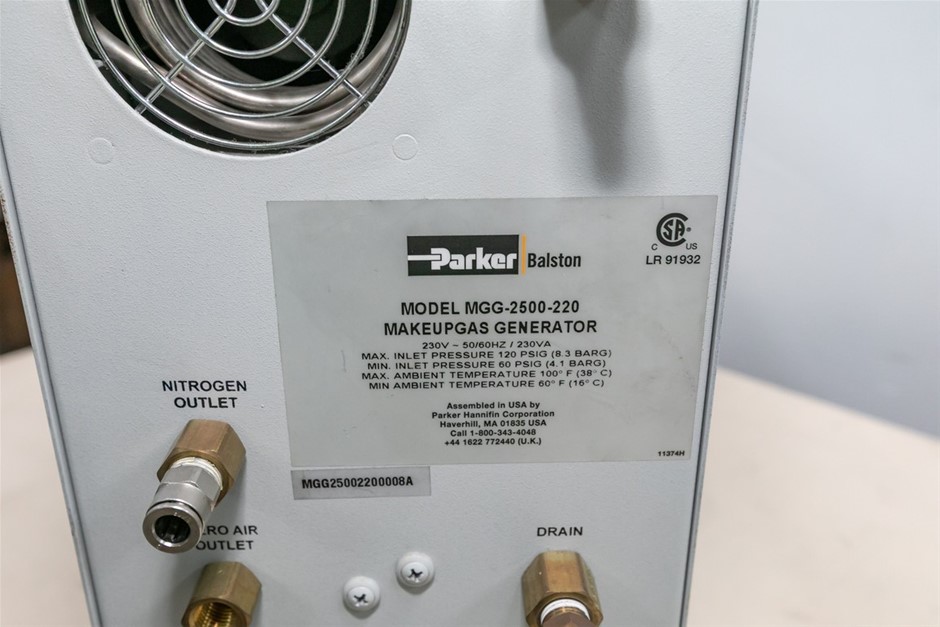 Parker Balston
CSA®
C US
LR 91932
MODEL MGG-2500-220
MAKEUPGAS GENERATOR
230V ~ 50/60HZ / 230VA
MAX. INLET PRESSURE 120 PSIG (8.3 BARG)
MIN. INLET PRESSURE 60 PSIG (4.1 BARG)
MAX. AMBIENT TEMPERATURE 100° F (38° C)
MIN AMBIENT TEMPERATURE 60° F (16° C)
Assembled in USA by
Parker Hannifin Corporation
Haverhill, MA 01835 USA
Call 1-800-343-4048
+44 1622 772440 (U.K.)
11374H
MGG25002200008A
NITROGEN
OUTLET
ERO AIR
OUTLET
DRAIN